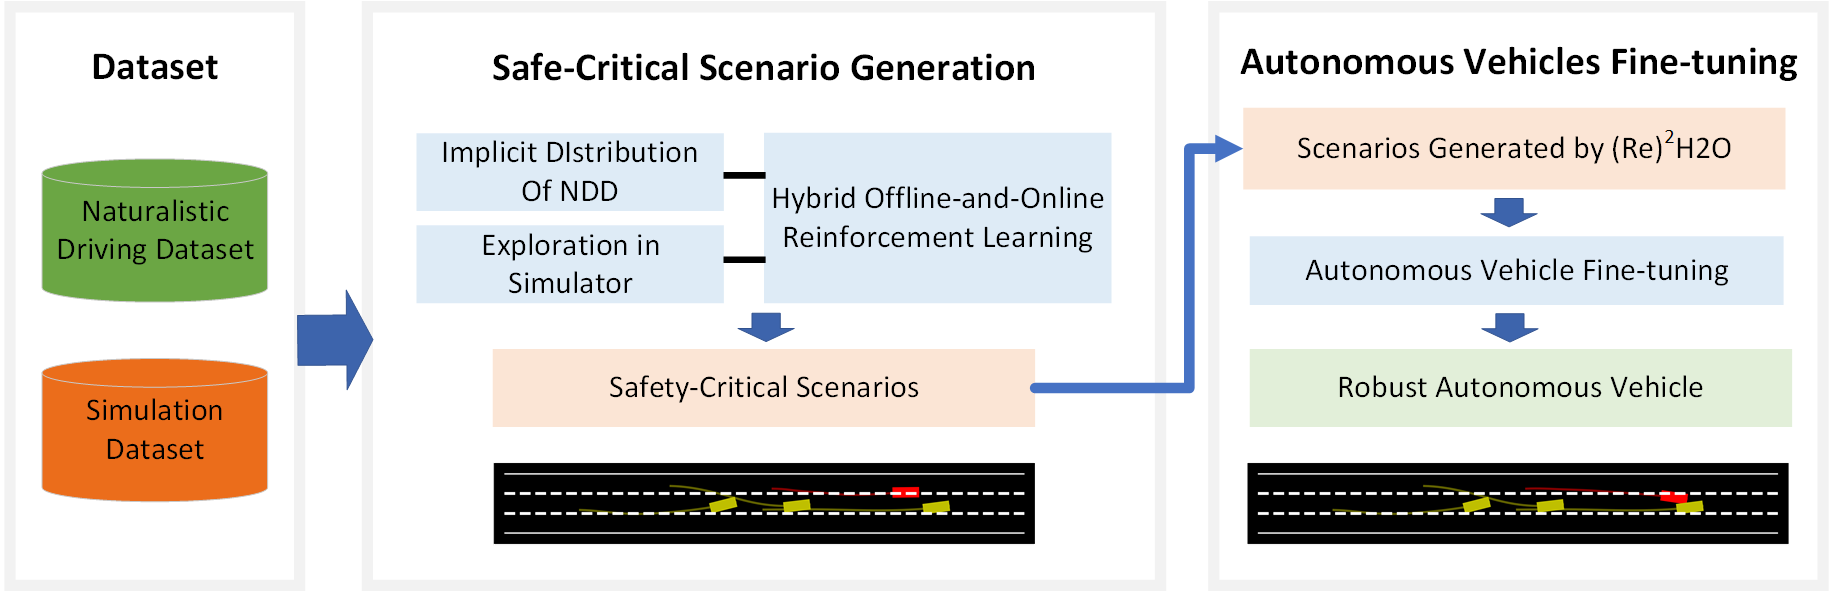 Dataset
Naturalistic
Driving Dataset
Simulation
Dataset
Safe-Critical Scenario Generation
Implicit DIstribution
Of NDD
Exploration in
Simulator
Hybrid Offline-and-Online
Reinforcement Learning
Safety-Critical Scenarios
Autonomous Vehicles Fine-tuning
Scenarios Generated by (Re)²H2O
Autonomous Vehicle Fine-tuning
Robust Autonomous Vehicle